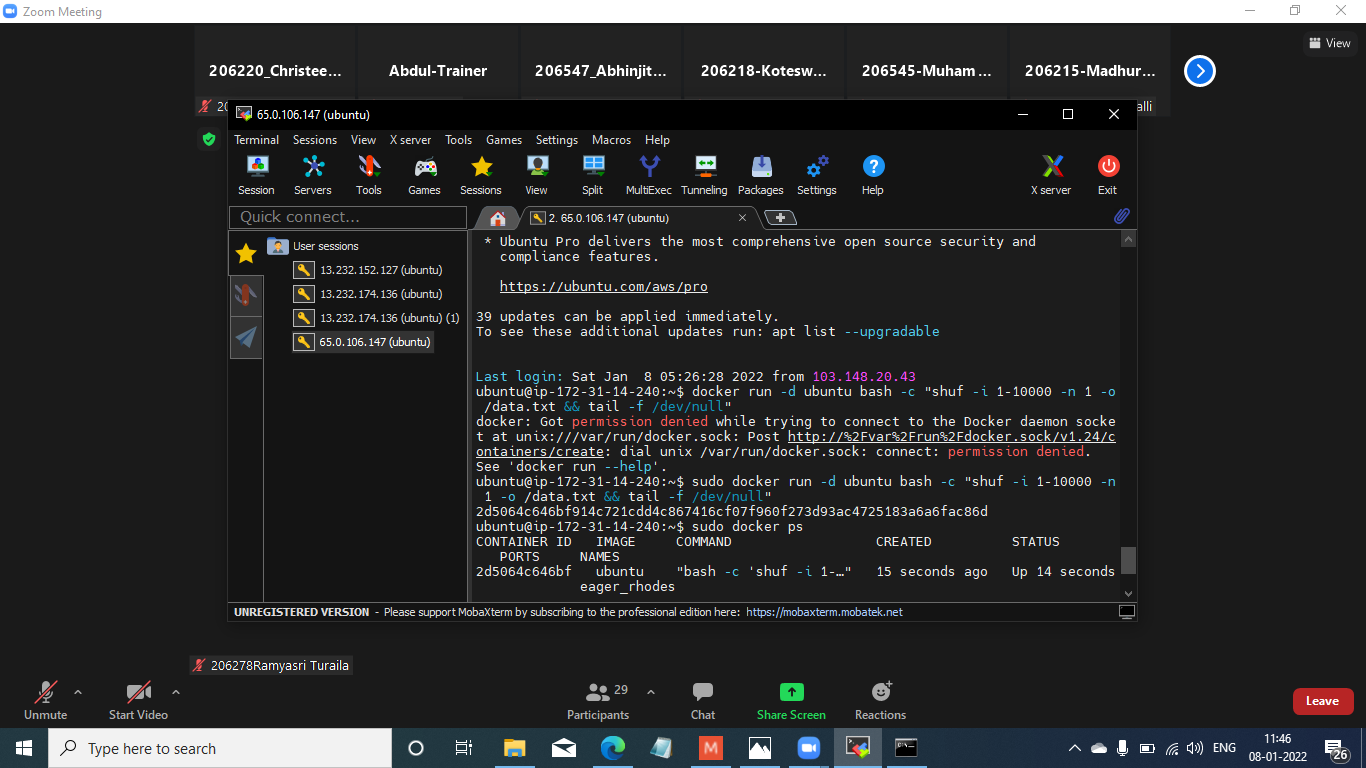 Zoom Meeting
206220_Christee...
Abdul-Trainer
206547_Abhinjit...
206218-Kotesw...
206545-Muham...
206215-Madhur...
View
20
alli
65.0.106.147 (ubuntu)
Terminal Sessions View X server Tools Games Settings Macros Help
Session Servers Tools Games Sessions View Split MultiExec Tunneling Packages Settings Help X server Exit
Quick connect...
2. 65.0.106.147 (ubuntu)
User sessions
13.232.152.127 (ubuntu)
13.232.174.136 (ubuntu)
13.232.174.136 (ubuntu) (1)
65.0.106.147 (ubuntu)
* Ubuntu Pro delivers the most comprehensive open source security and
compliance features.
https://ubuntu.com/aws/pro
39 updates can be applied immediately.
To see these additional updates run: apt list --upgradable
Last login: Sat Jan  8 05:26:28 2022 from 103.148.20.43
ubuntu@ip-172-31-14-240:~$ docker run -d ubuntu bash -c "shuf -i 1-10000 -n 1 -o
/data.txt && tail -f /dev/null"
docker: Got permission denied while trying to connect to the Docker daemon socke
t at unix:///var/run/docker.sock: Post http://%2Fvar%2Frun%2Fdocker.sock/v1.24/c
ontainers/create: dial unix /var/run/docker.sock: connect: permission denied.
See 'docker run --help'.
ubuntu@ip-172-31-14-240:~$ sudo docker run -d ubuntu bash -c "shuf -i 1-10000 -n
1 -o /data.txt && tail -f /dev/null"
2d5064c646bf914c721cdd4c867416cf07f960f273d93ac4725183a6a6fac86d
ubuntu@ip-172-31-14-240:~$ sudo docker ps
CONTAINER ID   IMAGE     COMMAND                  CREATED          STATUS
PORTS     NAMES
2d5064c646bf   ubuntu    "bash -c 'shuf -i 1-…"   15 seconds ago   Up 14 seconds
eager_rhodes
UNREGISTERED VERSION - Please support MobaXterm by subscribing to the professional edition here: https://mobaxterm.mobatek.net
206278Ramyasri Turaila
29
Unmute
Start Video
Participants
Chat
Share Screen
Reactions
Leave
Type here to search
M
ENG
11:46
08-01-2022
26